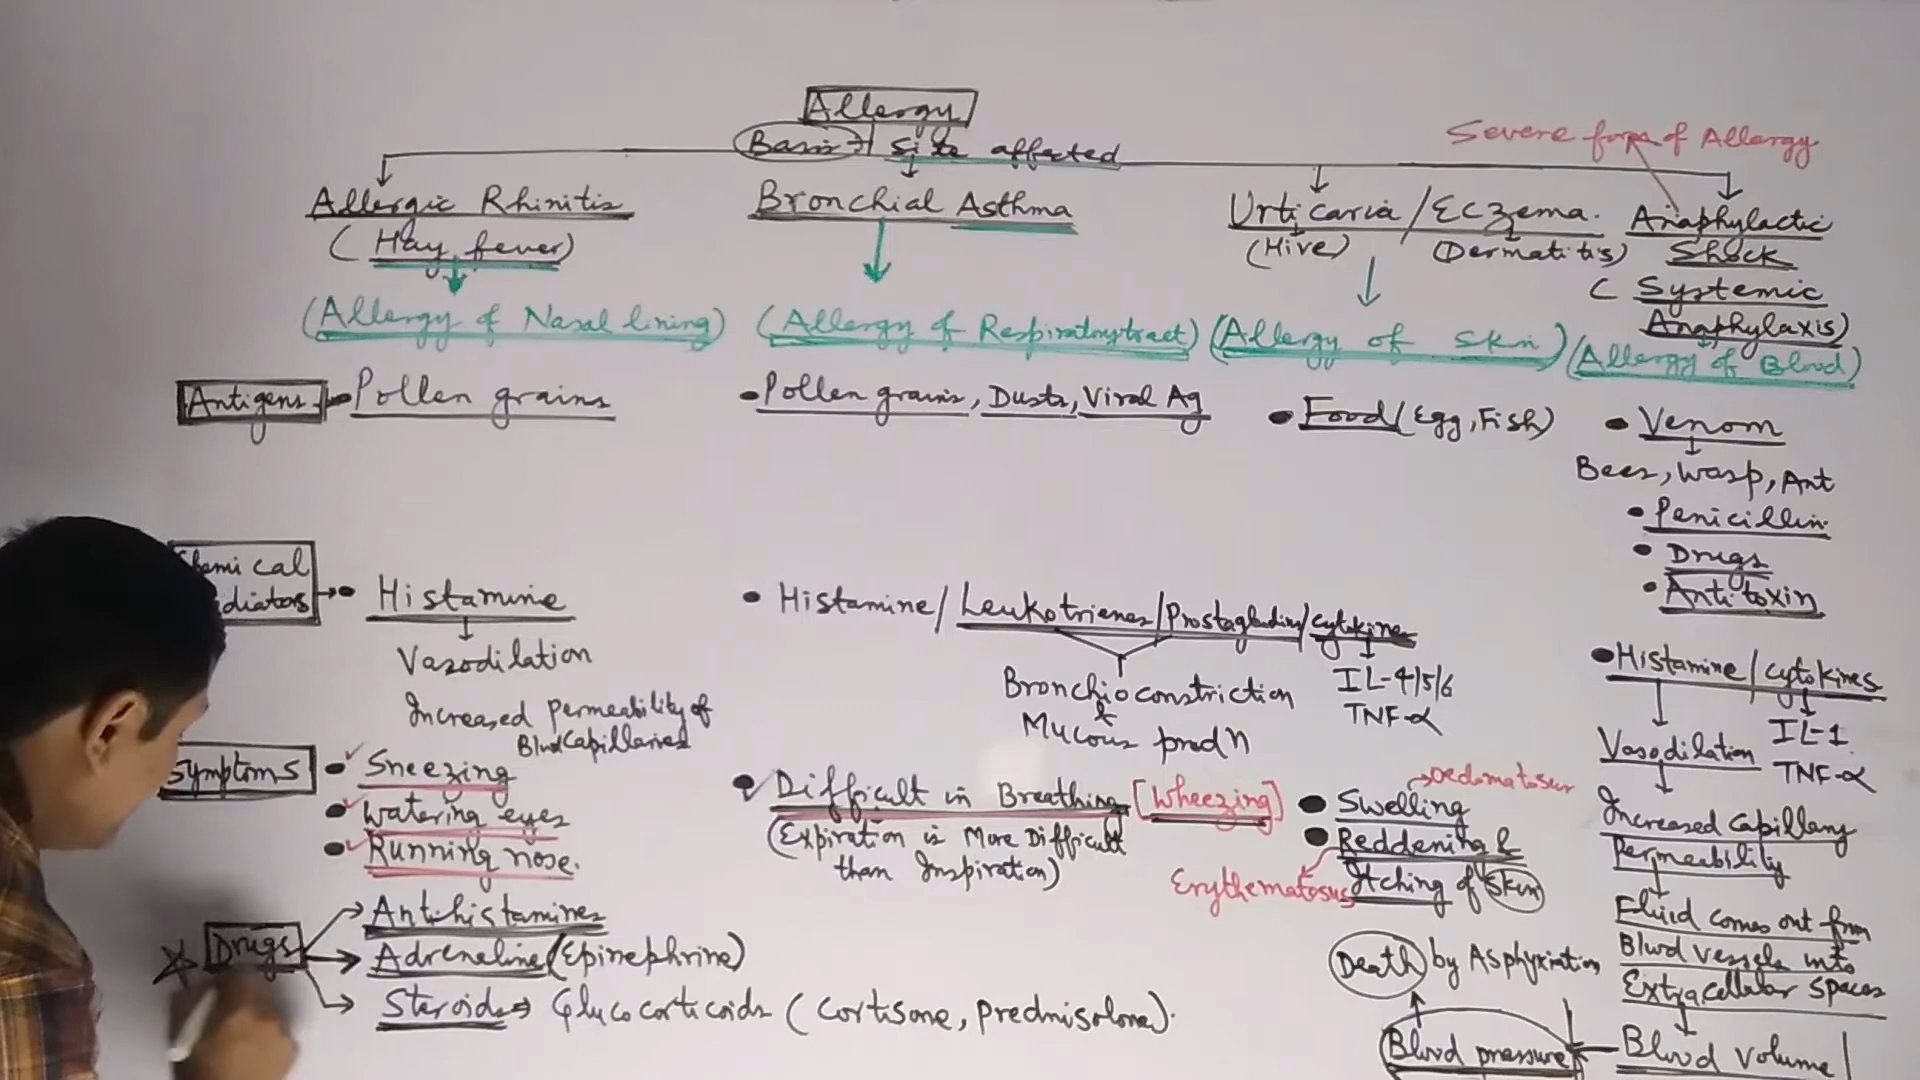 Allergy
Basis → Site affected
Severe form of Allergy
Allergic Rhinitis
(Hay fever)
(Allergy of Nasal lining)
Bronchial Asthma
(Allergy of Respiratory tract)
Urticaria / Eczema.
(Hive) (Dermatitis)
(Allergy of Skin)
Anaphylactic
Shock
(Systemic
Anaphylaxis)
(Allergy of Blood)
Antigens → • Pollen grains
• Pollen grains, Dusts, Viral Ag
• Food (Egg, Fish)
• Venom
Bees, Wasp, Ant
• Penicillin
• Drugs
• Antitoxin
emical
diators → • Histamine
Vasodilation
Increased Permeability of
Blood Capillaries
• Histamine / Leukotrienes / Prostaglandins / Cytokines
Bronchioconstriction
&
Mucous prodn
IL-4/5/6
TNF-α
• Histamine / Cytokines
IL-1
TNF-α
Vasodilation
Increased Capillary
Permeability
Fluid comes out from
Blood vessels into
Extracellular spaces
Blood volume
Blood pressure
Death by Asphyxiation
Symptoms
• Sneezing
• Watering eyes
• Running nose.
• Difficult in Breathing [Wheezing]
(Expiration is More Difficult
than Inspiration)
• Swelling → Oedematosus
• Reddening &
Itching of Skin
Erythematosus
Drugs → Antihistamines
→ Adrenaline (Epinephrine)
→ Steroids → Glucocorticoids (Cortisone, Prednisolone).